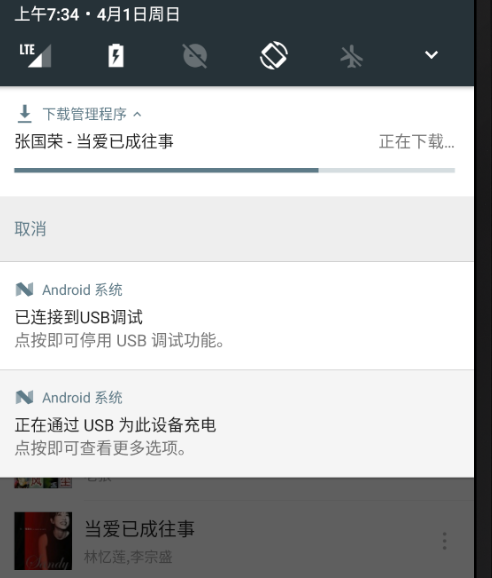 上午7:34 • 4月1日周日
LTE
下载管理程序
张国荣 - 当爱已成往事 正在下载...
取消
Android 系统
已连接到USB调试
点按即可停用 USB 调试功能。
Android 系统
正在通过 USB 为此设备充电
点按即可查看更多选项。
当爱已成往事
林忆莲,李宗盛